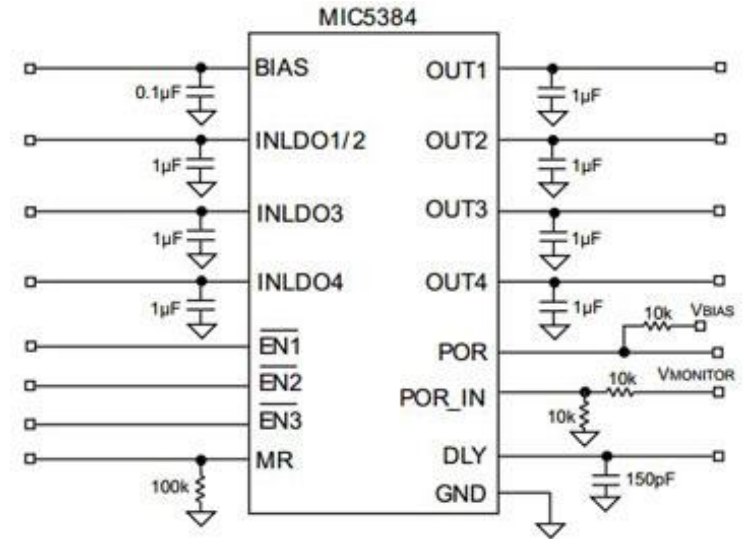 MIC5384
BIAS
0.1µF
INLDO1/2
1µF
INLDO3
1µF
INLDO4
1µF
EN1
EN2
EN3
MR
100k
OUT1
1µF
OUT2
1µF
OUT3
1µF
OUT4
1µF
10k
VBIAS
POR
10k
VMONITOR
POR_IN
10k
DLY
150pF
GND